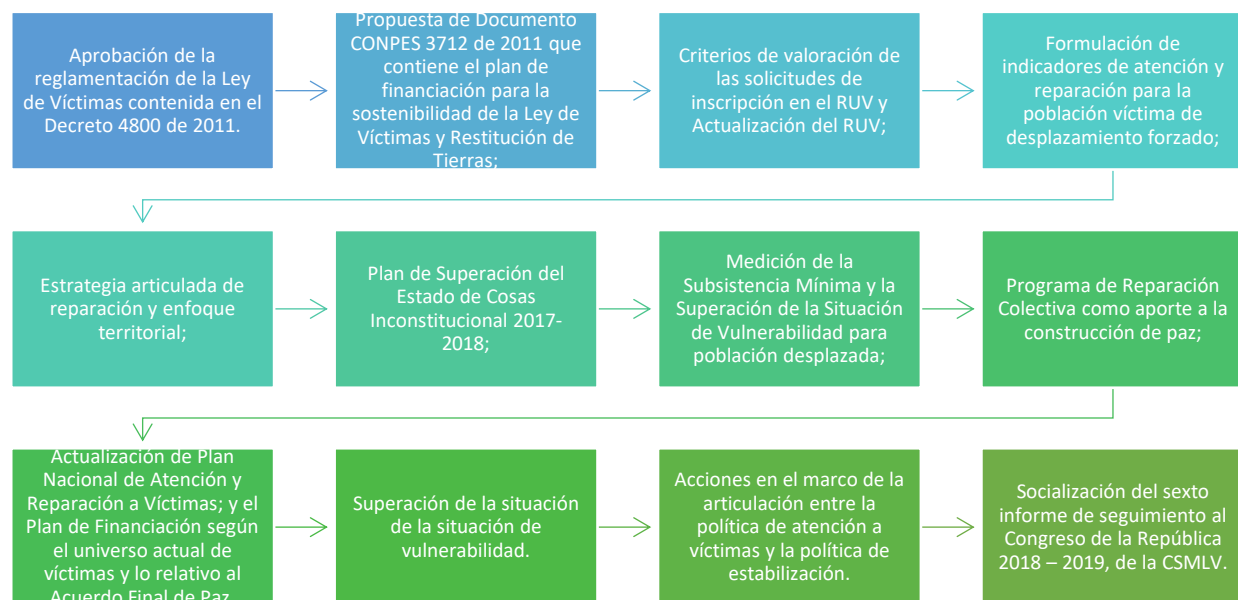 Aprobación de la
reglamentación de la Ley
de Víctimas contenida en el
Decreto 4800 de 2011.
Propuesta de Documento
CONPES 3712 de 2011 que
contiene el plan de
financiación para la
sostenibilidad de la Ley de
Víctimas y Restitución de
Tierras;
Criterios de valoración de
las solicitudes de
inscripción en el RUV y
Actualización del RUV;
Formulación de
indicadores de atención y
reparación para la
población víctima de
desplazamiento forzado;
Estrategia articulada de
reparación y enfoque
territorial;
Plan de Superación del
Estado de Cosas
Inconstitucional 2017-
2018;
Medición de la
Subsistencia Mínima y la
Superación de la Situación
de Vulnerabilidad para
población desplazada;
Programa de Reparación
Colectiva como aporte a la
construcción de paz;
Actualización de Plan
Nacional de Atención y
Reparación a Víctimas; y el
Plan de Financiación según
el universo actual de
víctimas y lo relativo al
Acuerdo Final de Paz
Superación de la situación
de la situación de
vulnerabilidad.
Acciones en el marco de la
articulación entre la
política de atención a
víctimas y la política de
estabilización.
Socialización del sexto
informe de seguimiento al
Congreso de la República
2018 – 2019, de la CSMLV.